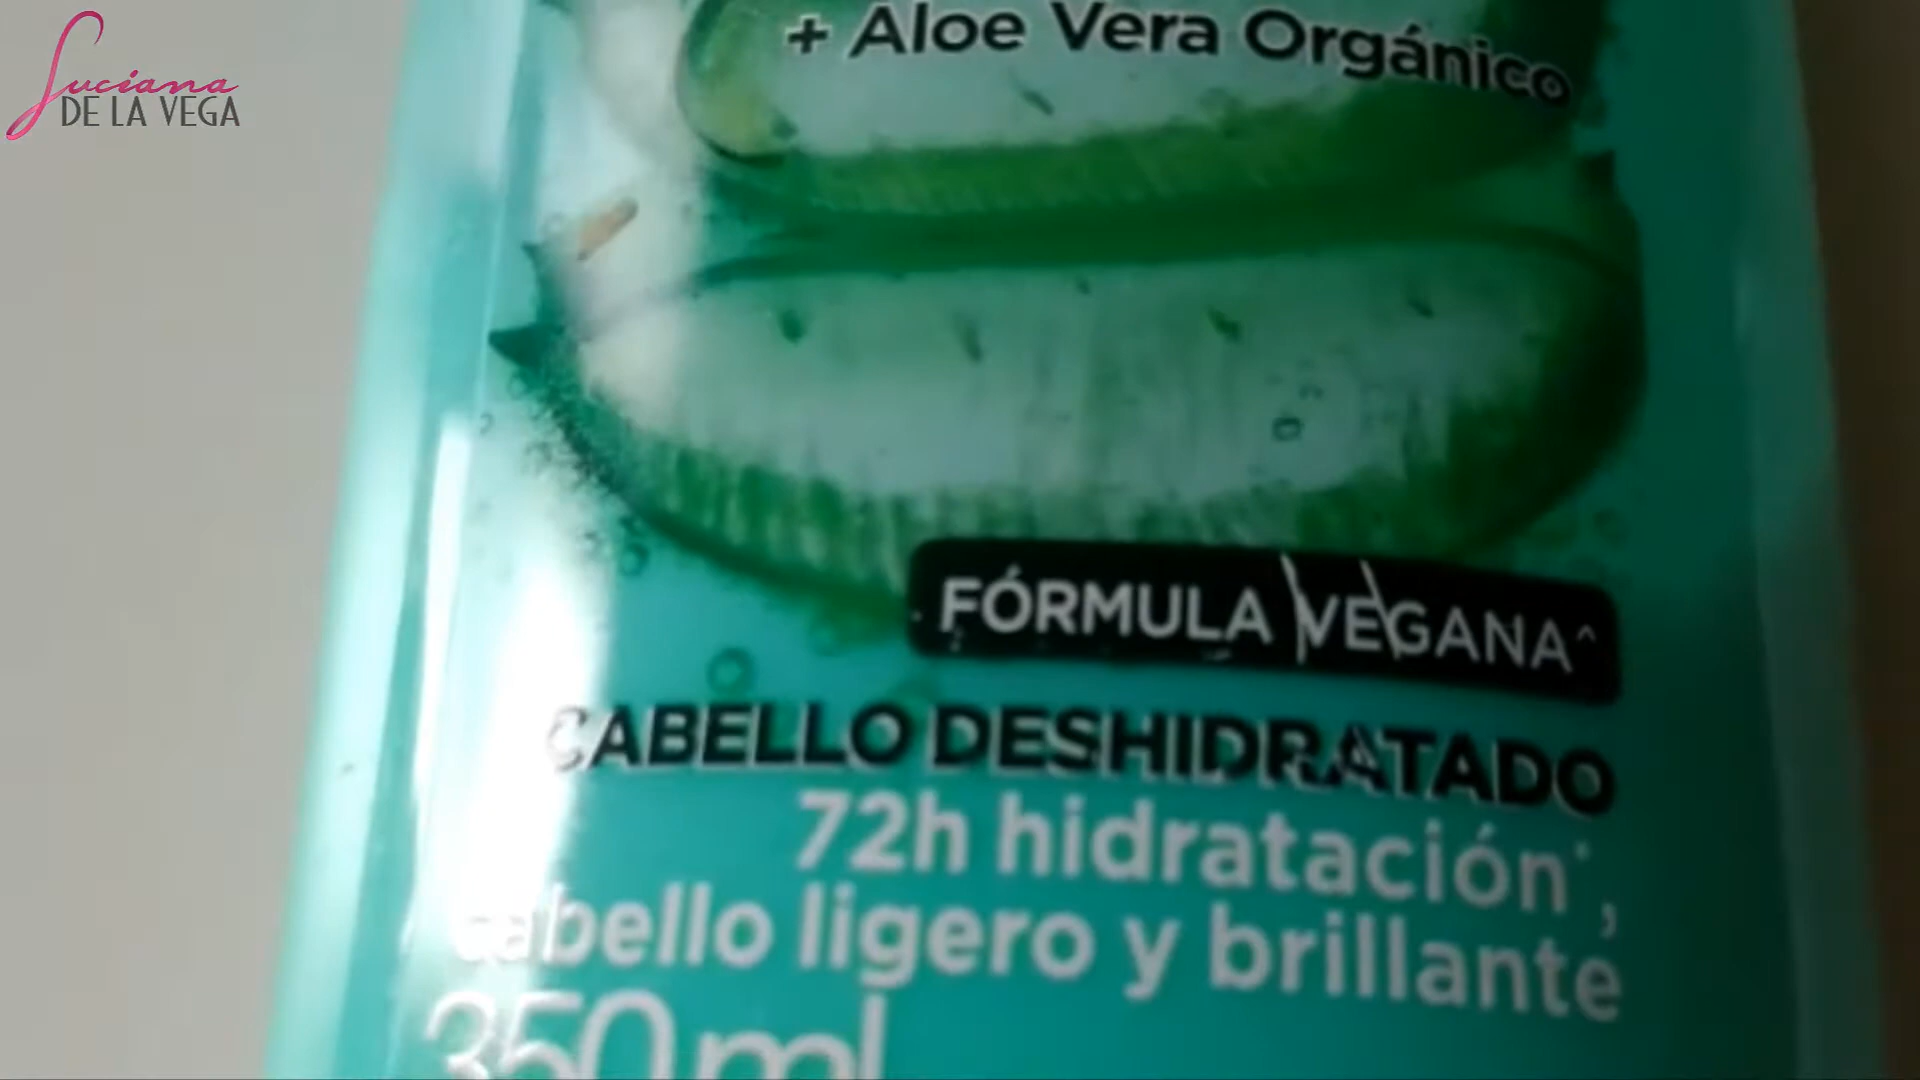 Luciana
DE LA VEGA
+ Aloe Vera Orgánico
FÓRMULA VEGANA^
CABELLO DESHIDRATADO
72h hidratación*,
cabello ligero y brillante
350 ml